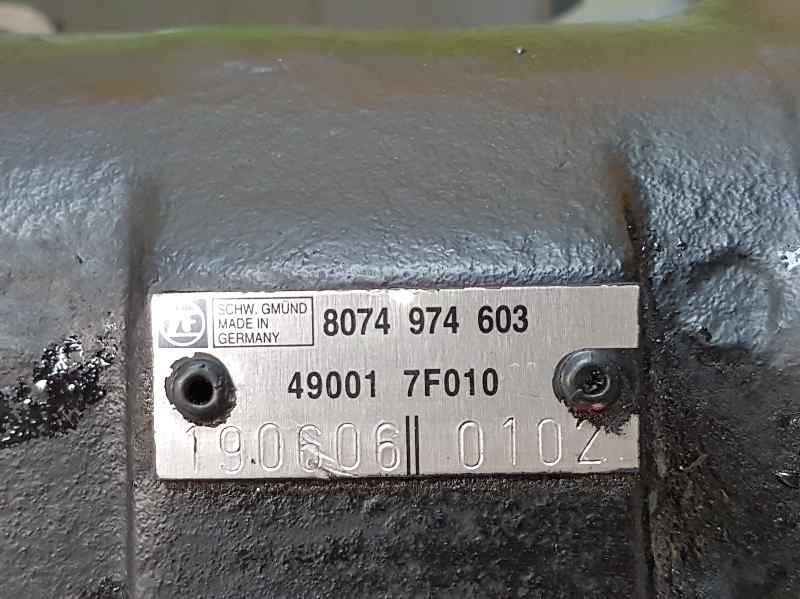 ZF
SCHW. GMÜND
MADE IN
GERMANY
8074 974 603
49001 7F010
190606 || 0102